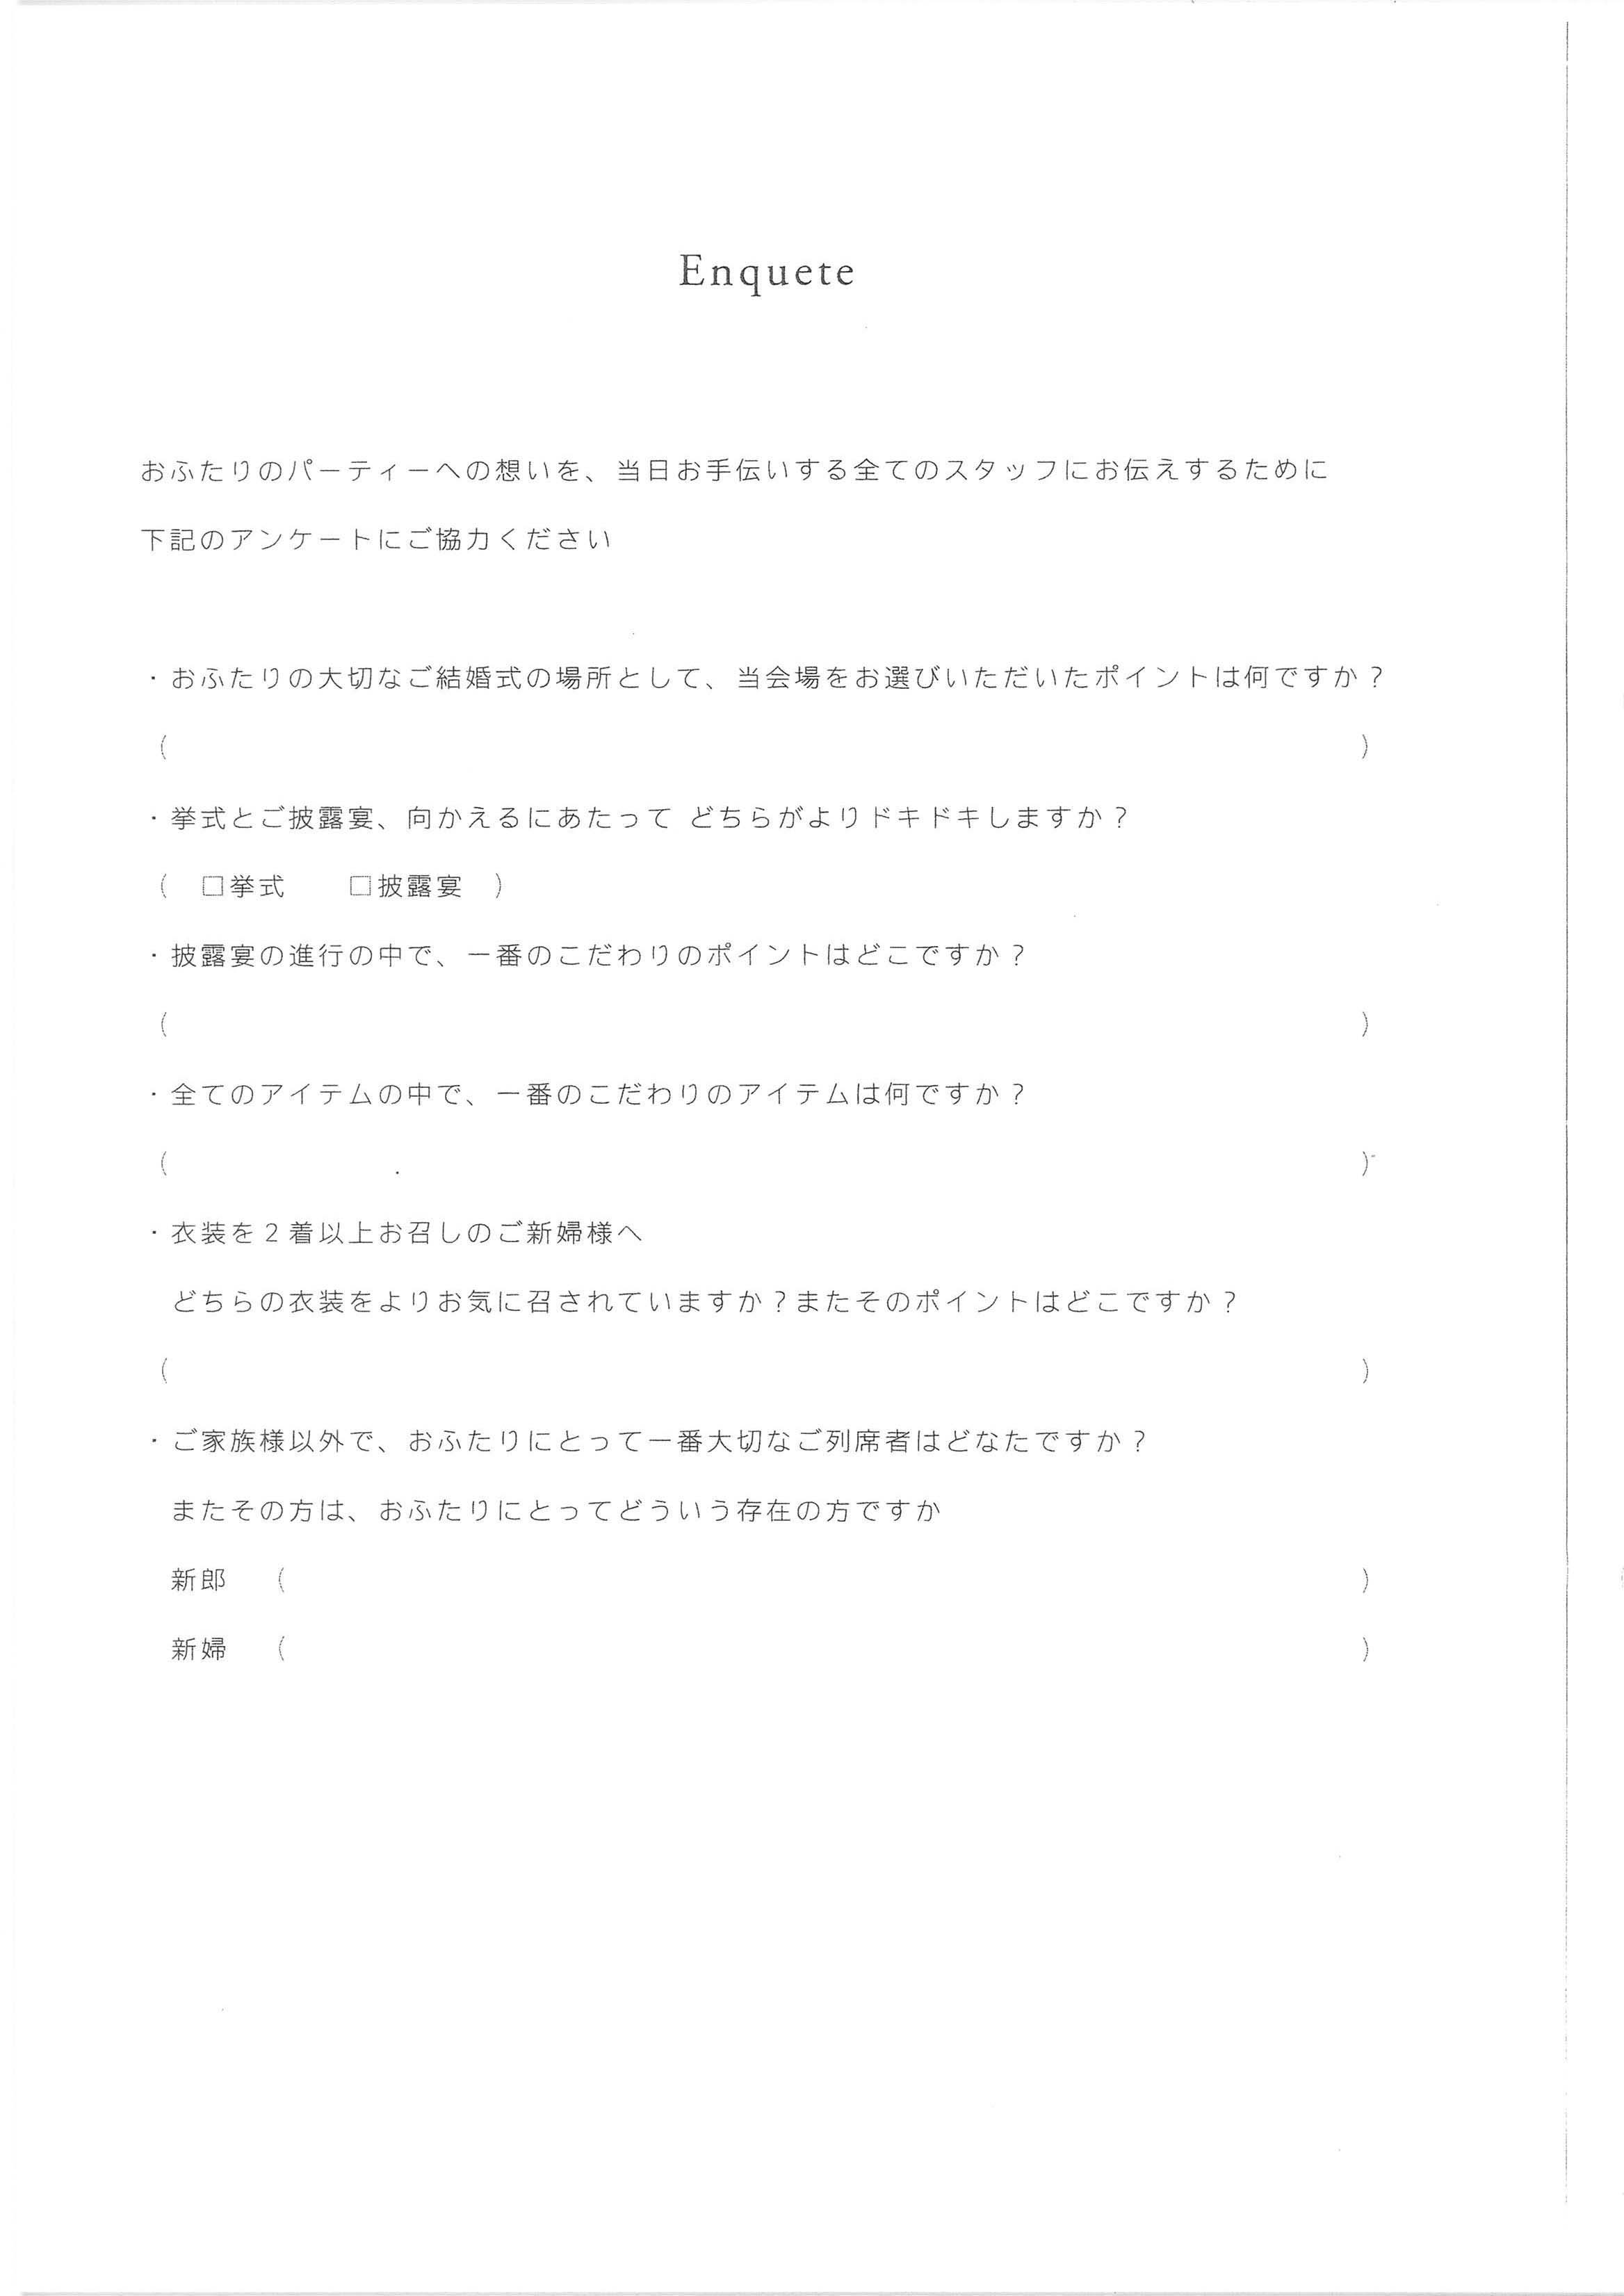 Enquete
おふたりのパーティーへの想いを、当日お手伝いする全てのスタッフにお伝えするために
下記のアンケートにご協力ください
・おふたりの大切なご結婚式の場所として、当会場をお選びいただいたポイントは何ですか？
（　　　　　　　　　　　　　　　　　　　　　　　　　　　　　　　　　　　　　　　　）
・挙式とご披露宴、向かえるにあたって どちらがよりドキドキしますか？
（　□挙式　　□披露宴　）
・披露宴の進行の中で、一番のこだわりのポイントはどこですか？
（　　　　　　　　　　　　　　　　　　　　　　　　　　　　　　　　　　　　　　　　）
・全てのアイテムの中で、一番のこだわりのアイテムは何ですか？
（　　　　　　　　　　　　　　　　　　　　　　　　　　　　　　　　　　　　　　　　）
・衣装を２着以上お召しのご新婦様へ
どちらの衣装をよりお気に召されていますか？またそのポイントはどこですか？
（　　　　　　　　　　　　　　　　　　　　　　　　　　　　　　　　　　　　　　　　）
・ご家族様以外で、おふたりにとって一番大切なご列席者はどなたですか？
またその方は、おふたりにとってどういう存在の方ですか
新郎　（　　　　　　　　　　　　　　　　　　　　　　　　　　　　　　　　　　　　）
新婦　（　　　　　　　　　　　　　　　　　　　　　　　　　　　　　　　　　　　　）